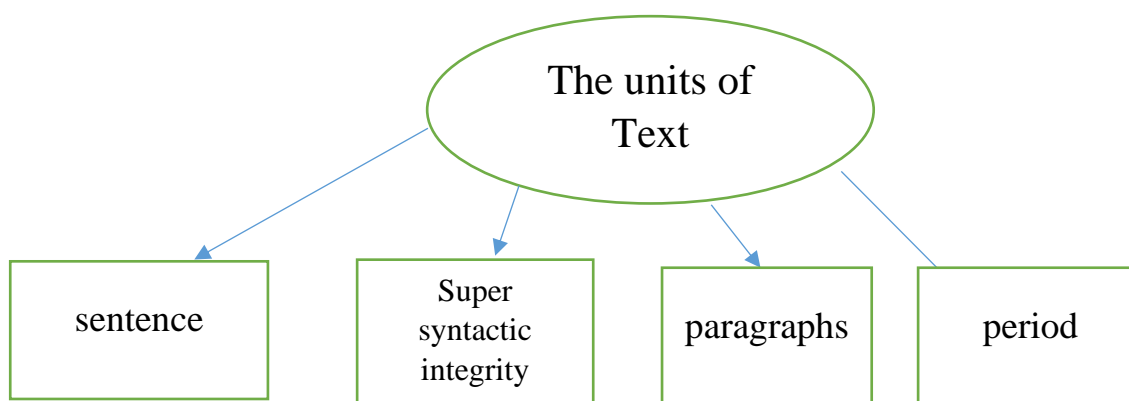 The units of
Text
sentence
Super
syntactic
integrity
paragraphs
period